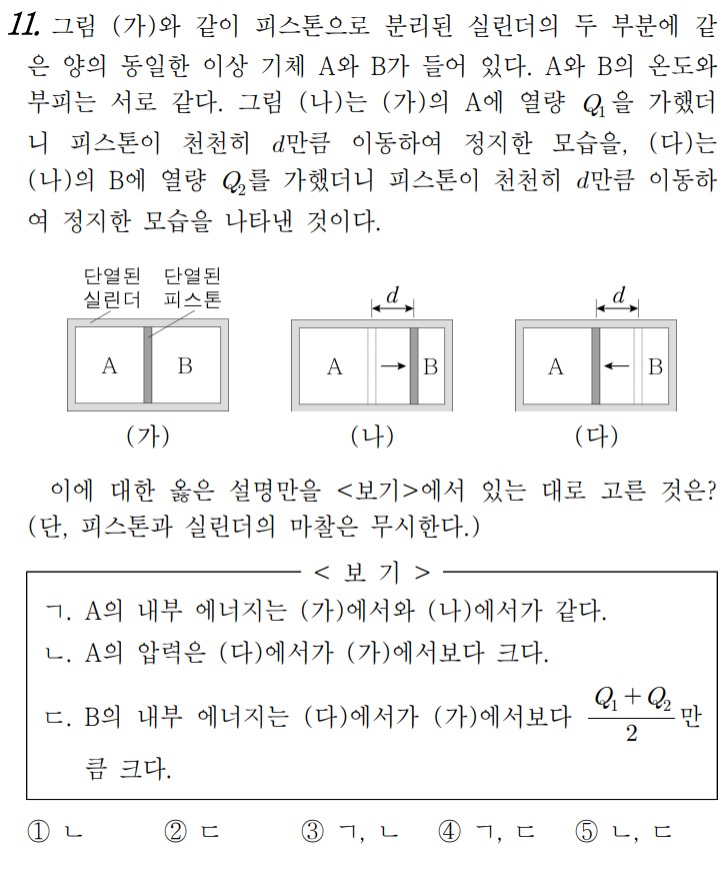 11. 그림 (가)와 같이 피스톤으로 분리된 실린더의 두 부분에 같
은 양의 동일한 이상 기체 A와 B가 들어 있다. A와 B의 온도와
부피는 서로 같다. 그림 (나)는 (가)의 A에 열량 Q₁을 가했더
니 피스톤이 천천히 d만큼 이동하여 정지한 모습을, (다)는
(나)의 B에 열량 Q₂를 가했더니 피스톤이 천천히 d만큼 이동하
여 정지한 모습을 나타낸 것이다.
단열된 실린더
단열된 피스톤
A B
(가)
d
A B
(나)
d
A B
(다)
이에 대한 옳은 설명만을 <보기>에서 있는 대로 고른 것은?
(단, 피스톤과 실린더의 마찰은 무시한다.)
< 보 기 >
ㄱ. A의 내부 에너지는 (가)에서와 (나)에서가 같다.
ㄴ. A의 압력은 (다)에서가 (가)에서보다 크다.
ㄷ. B의 내부 에너지는 (다)에서가 (가)에서보다 (Q₁+Q₂)/2 만
큼 크다.
① ㄴ ② ㄷ ③ ㄱ, ㄴ ④ ㄱ, ㄷ ⑤ ㄴ, ㄷ